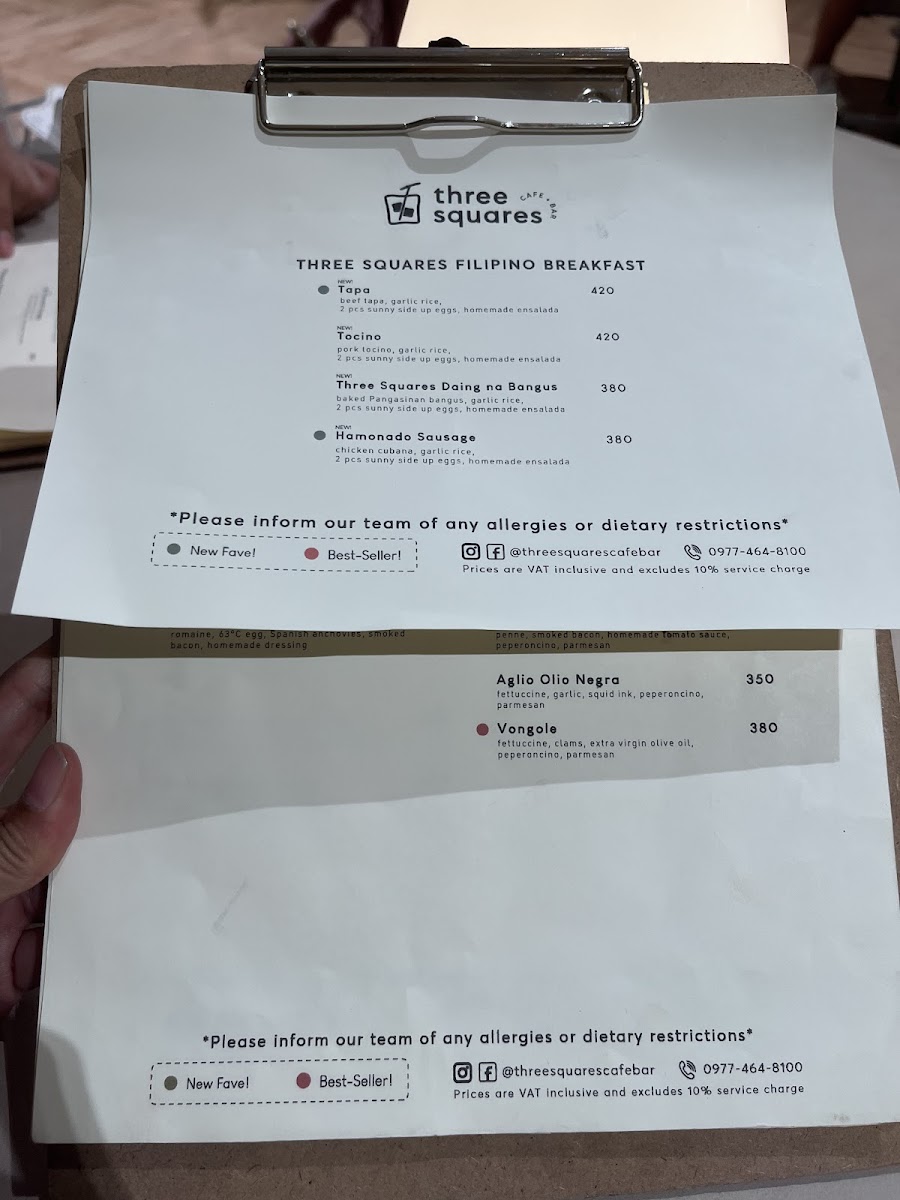 three
squares
CAFE + BAR
THREE SQUARES FILIPINO BREAKFAST
NEW!
Tapa 420
beef tapa, garlic rice,
2 pcs sunny side up eggs, homemade ensalada
NEW!
Tocino 420
pork tocino, garlic rice,
2 pcs sunny side up eggs, homemade ensalada
NEW!
Three Squares Daing na Bangus 380
baked Pangasinan bangus, garlic rice,
2 pcs sunny side up eggs, homemade ensalada
NEW!
Hamonado Sausage 380
chicken cubana, garlic rice,
2 pcs sunny side up eggs, homemade ensalada
*Please inform our team of any allergies or dietary restrictions*
New Fave! Best-Seller!
@threesquarescafebar 0977-464-8100
Prices are VAT inclusive and excludes 10% service charge
romaine, 63°C egg, Spanish anchovies, smoked
bacon, homemade dressing
penne, smoked bacon, homemade Tomato sauce,
peperoncino, parmesan
Aglio Olio Negra 350
fettuccine, garlic, squid ink, peperoncino,
parmesan
Vongole 380
fettuccine, clams, extra virgin olive oil,
peperoncino, parmesan
*Please inform our team of any allergies or dietary restrictions*
New Fave! Best-Seller!
@threesquarescafebar 0977-464-8100
Prices are VAT inclusive and excludes 10% service charge